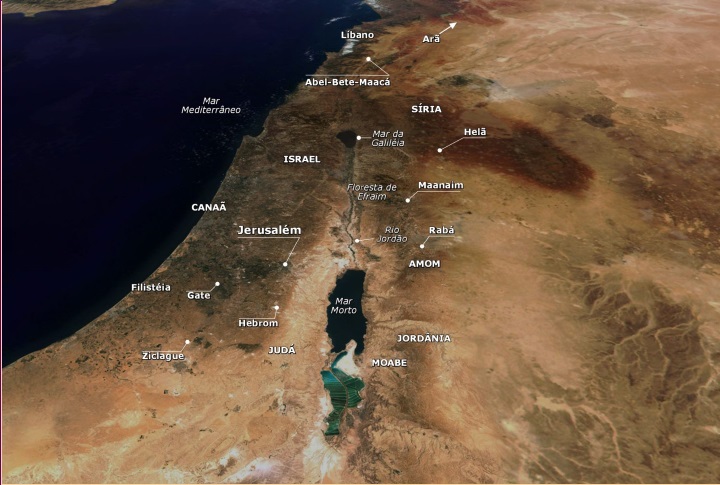 Líbano
Arã
Abel-Bete-Maacá
Mar
Mediterrâneo
SÍRIA
Mar da
Galiléia
Helã
ISRAEL
Floresta de
Efraim
Maanaim
CANAÃ
Jerusalém
Rio
Jordão
Rabá
AMOM
Filistéia
Gate
Mar
Morto
Hebrom
JORDÂNIA
Ziclague
JUDÁ
MOABE